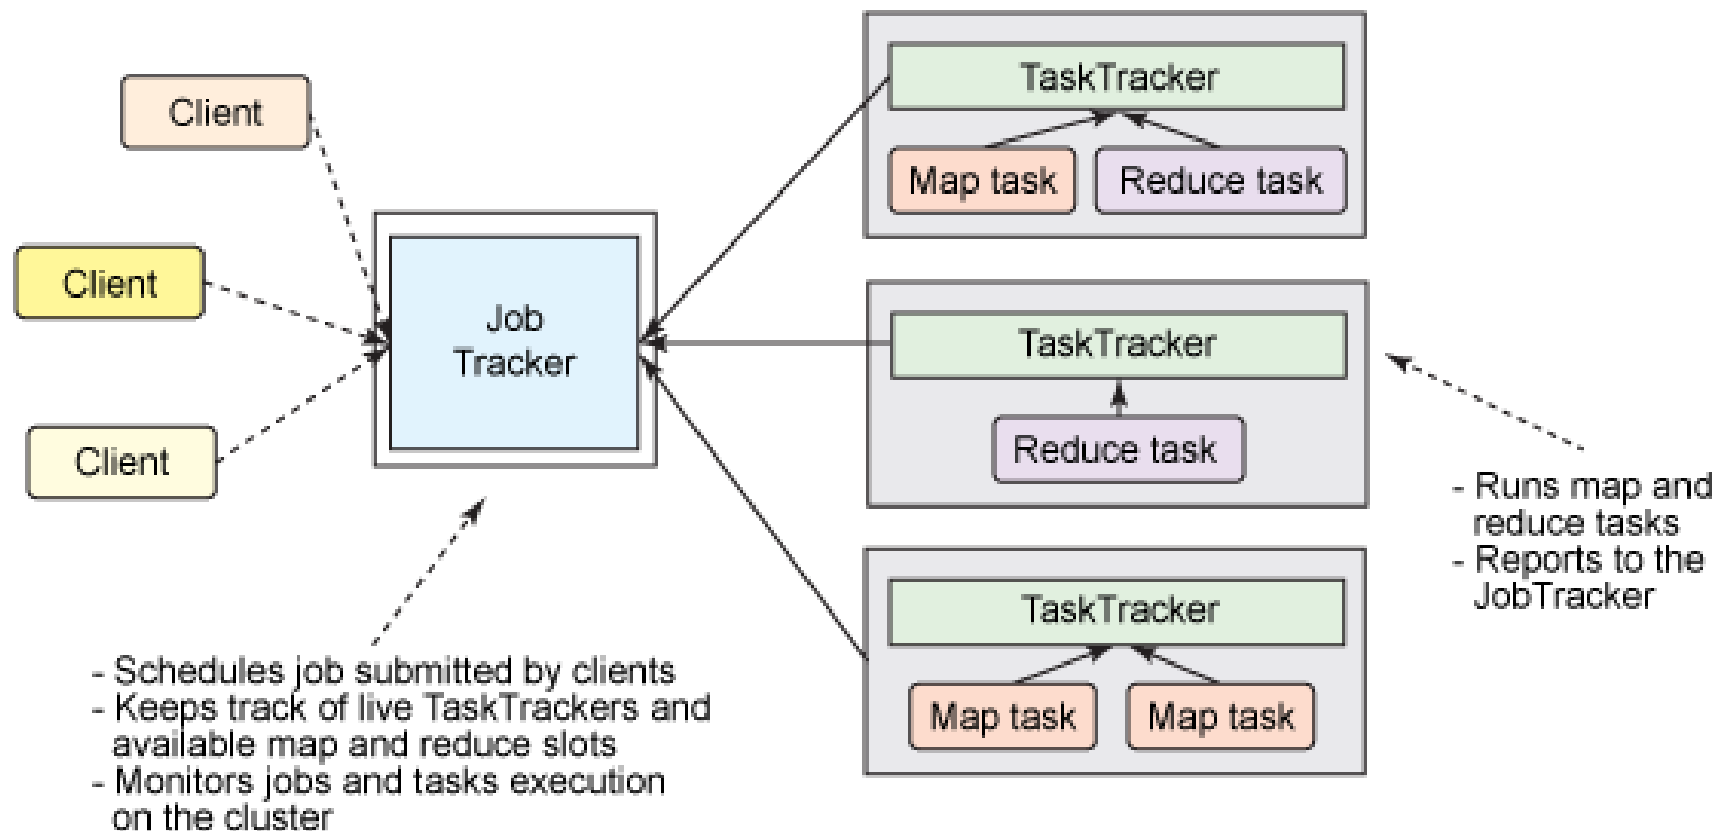 Client
Client
Client
Job
Tracker
TaskTracker
Map task
Reduce task
TaskTracker
Reduce task
TaskTracker
Map task
Map task
- Runs map and
reduce tasks
- Reports to the
JobTracker
- Schedules job submitted by clients
- Keeps track of live TaskTrackers and
available map and reduce slots
- Monitors jobs and tasks execution
on the cluster